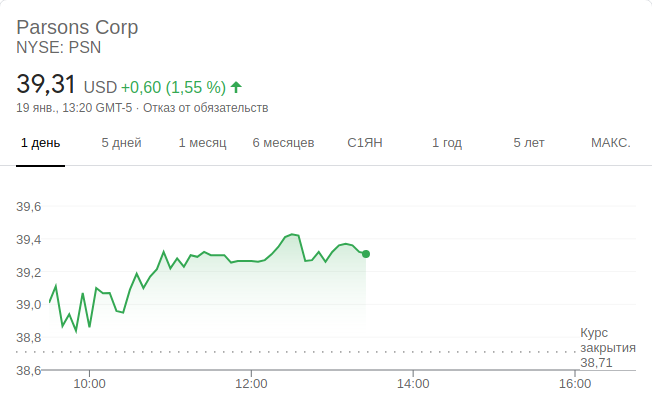 Parsons Corp
NYSE: PSN
39,31 USD +0,60 (1,55 %)
19 янв., 13:20 GMT-5 · Отказ от обязательств
1 день 5 дней 1 месяц 6 месяцев С1ЯН 1 год 5 лет МАКС.
39,6
39,4
39,2
39,0
38,8
38,6
Курс
закрытия
38,71
10:00 12:00 14:00 16:00